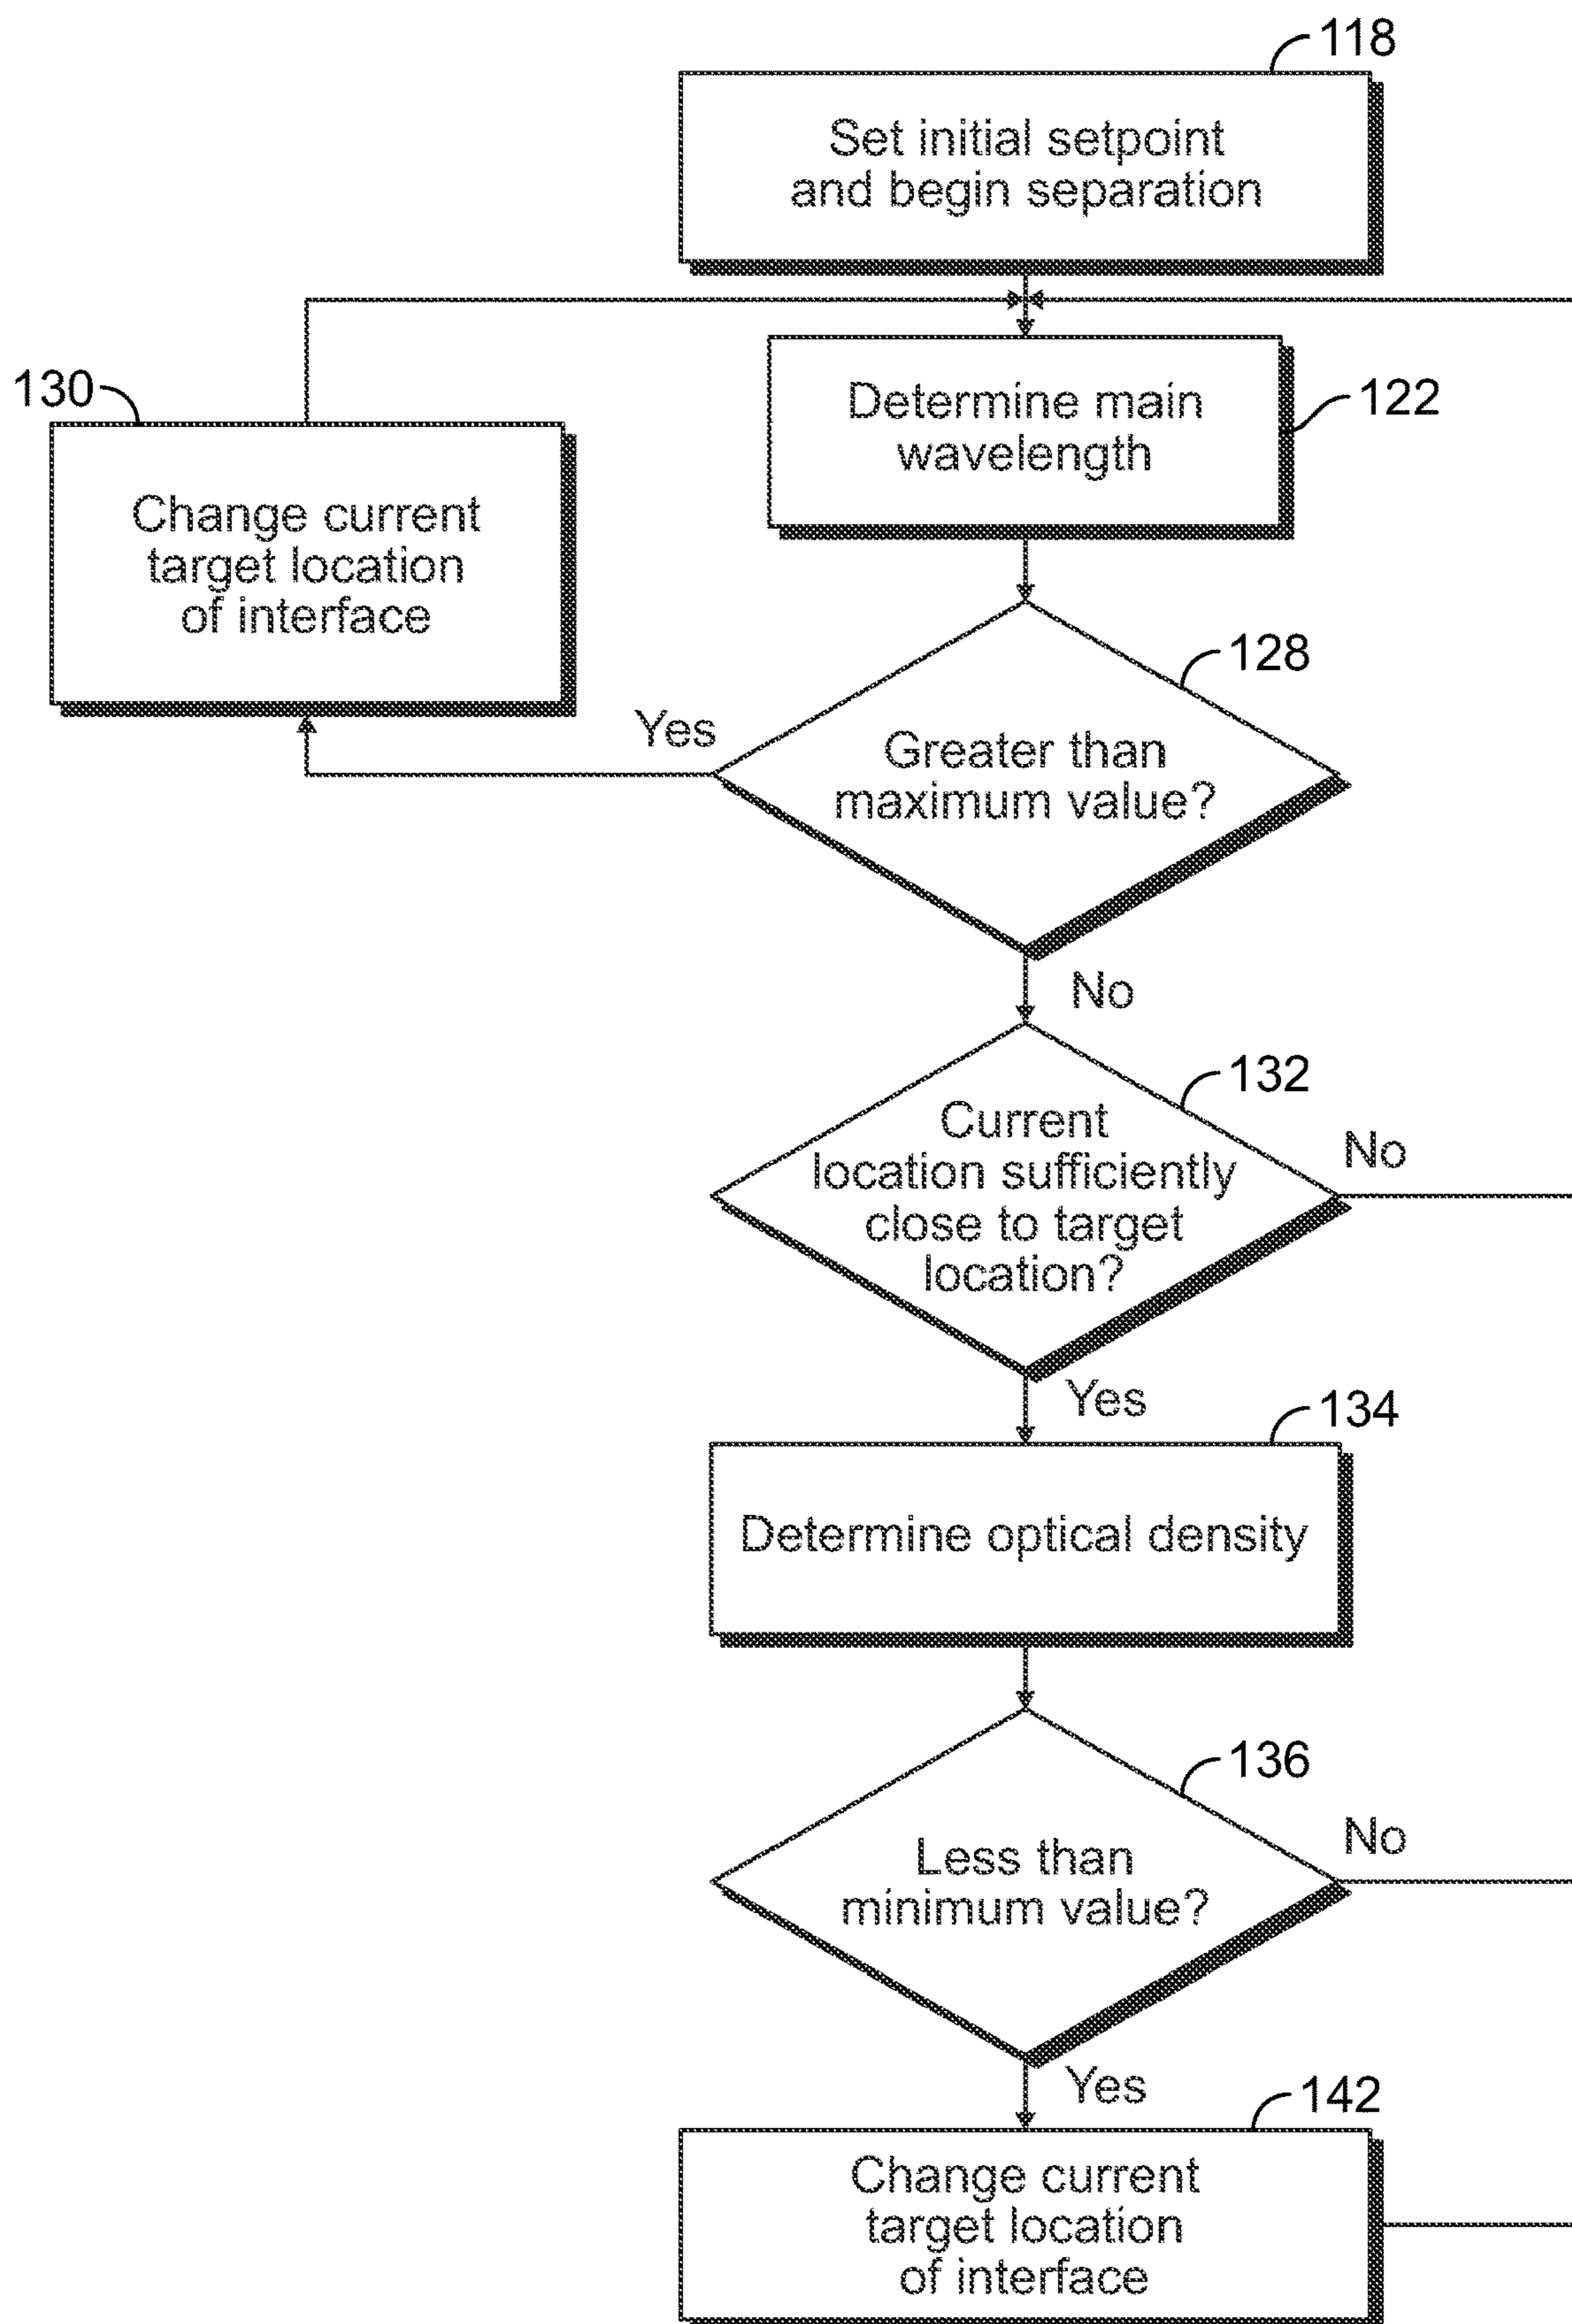 118
Set initial setpoint
and begin separation
130
Determine main
wavelength
122
Change current
target location
of interface
128
Yes
Greater than
maximum value?
No
132
Current
location sufficiently
close to target
location?
No
Yes
134
Determine optical density
136
Less than
minimum value?
No
Yes
142
Change current
target location
of interface